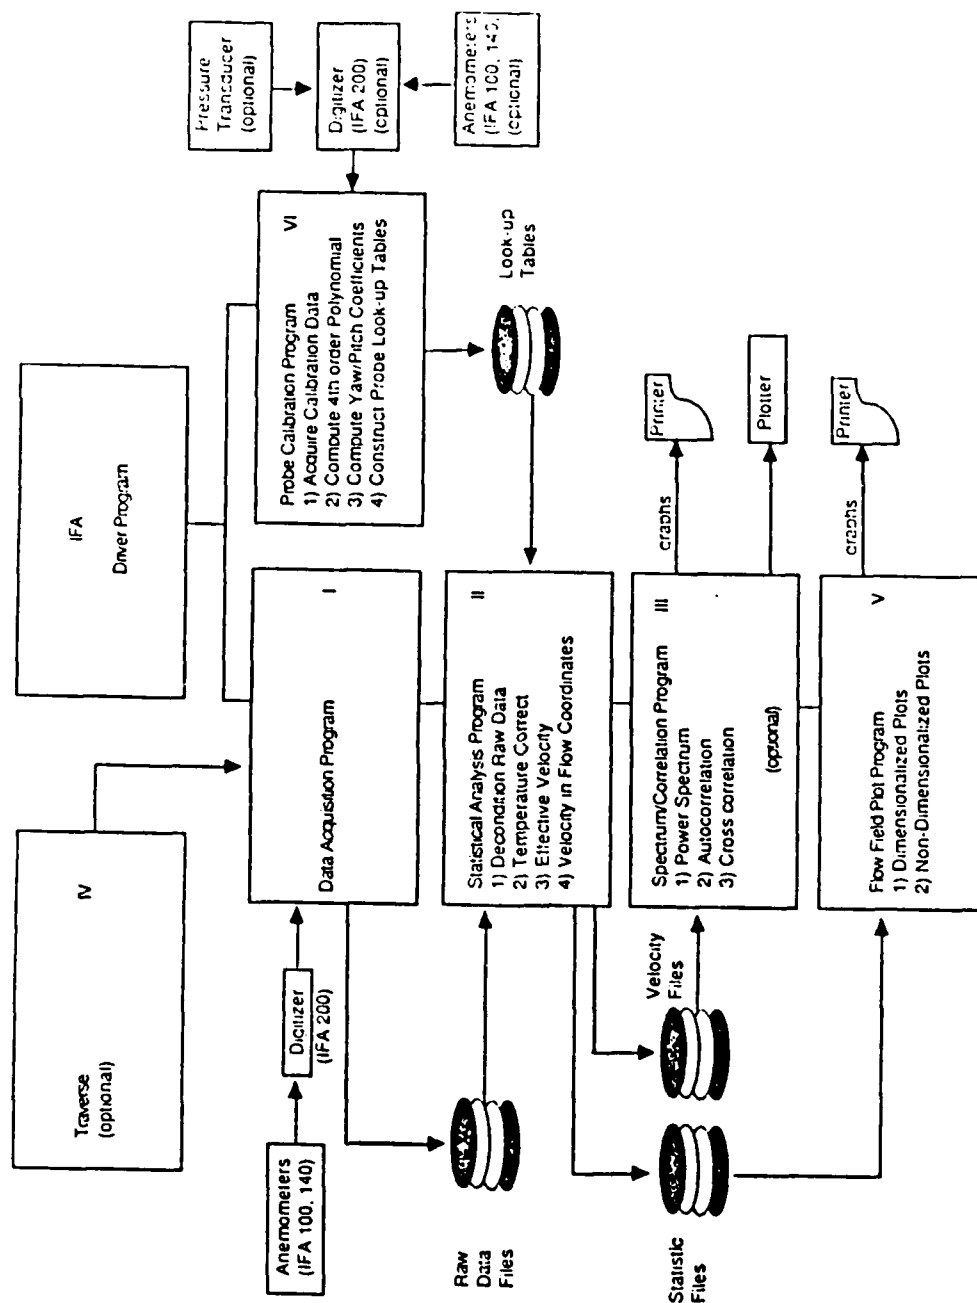 IFA
Driver Program
Traverse
(optional)
IV
Pressure
Transducer
(optional)
Digitizer
(IFA 200)
(optional)
Anemometers
(IFA 100, 140,
(optional)
Probe Calibration Program
VI
1) Acquire Calibration Data
2) Compute 4th order Polynomial
3) Compute Yaw/Pitch Coefficients
4) Construct Probe Look-up Tables
Look-up
Tables
Anemometers
(IFA 100, 140)
Digitizer
(IFA 200)
Data Acquisition Program
I
Raw
Data
Files
Statistical Analysis Program
II
1) Decondition Raw Data
2) Temperature Correct
3) Effective Velocity
4) Velocity in Flow Coordinates
Statistic
Files
Velocity
Files
Spectrum/Correlation Program
III
1) Power Spectrum
2) Autocorrelation
3) Cross correlation
(optional)
graphs
Printer
Plotter
Flow Field Plot Program
V
1) Dimensionalized Plots
2) Non-Dimensionalized Plots
graphs
Printer